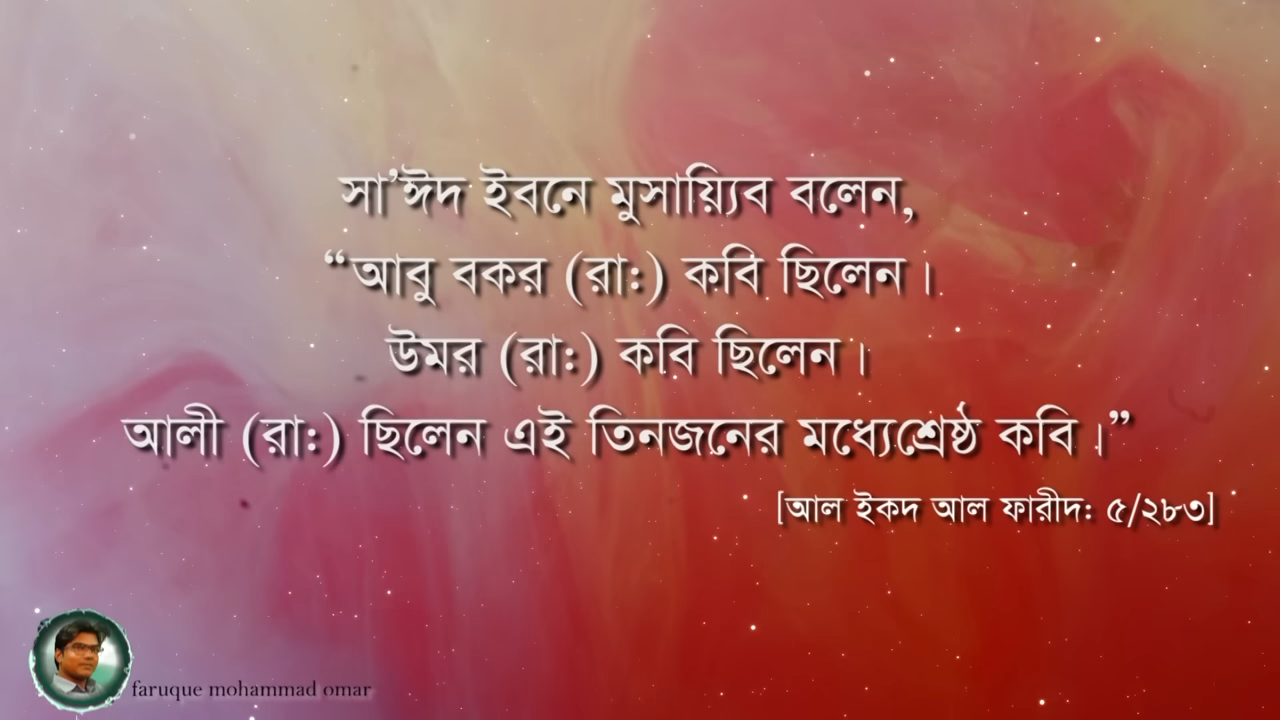 সা’ঈদ ইবনে মুসায়্যিব বলেন,
“আবু বকর (রা:) কবি ছিলেন।
উমর (রা:) কবি ছিলেন।
আলী (রা:) ছিলেন এই তিনজনের মধ্যেশ্রেষ্ঠ কবি।”
[আল ইকদ আল ফারীদ: ৫/২৮৩]
faruque mohammad omar